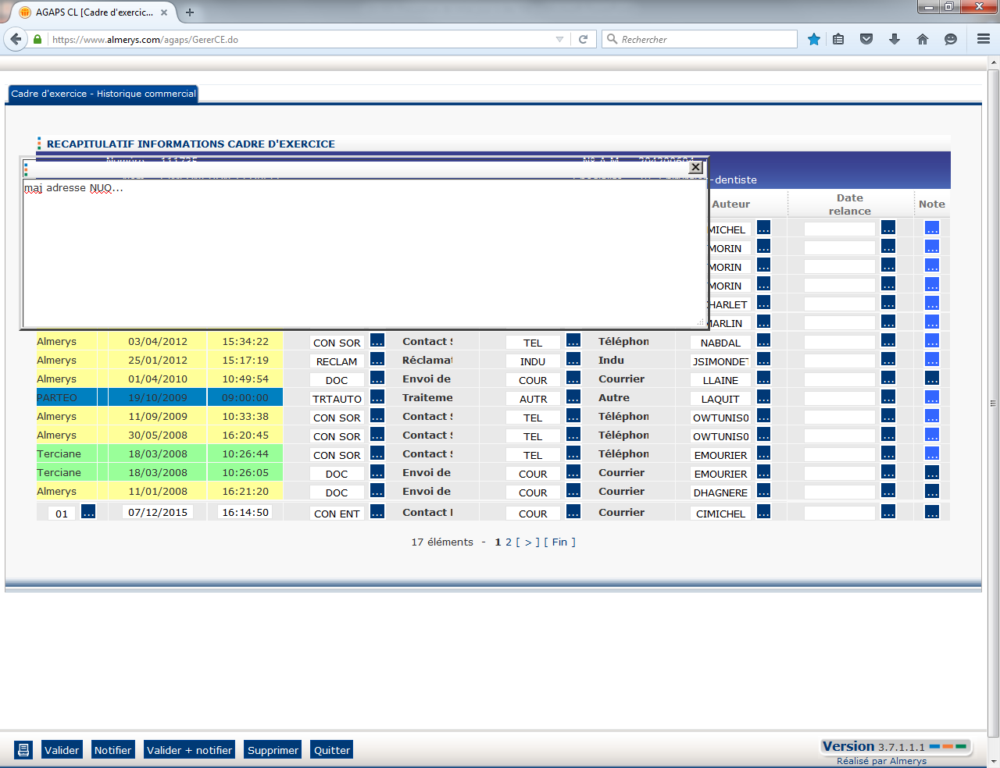 AGAPS CL [Cadre d'exercic...
https://www.almerys.com/agaps/GererCE.do
Rechercher
Cadre d'exercice - Historique commercial
RECAPITULATIF INFORMATIONS CADRE D'EXERCICE
-dentiste
maj adresse NUO...
Auteur Date relance Note
MICHEL ... ... ...
MORIN ... ... ...
MORIN ... ... ...
MORIN ... ... ...
HARLET ... ... ...
MARLIN ... ... ...
Almerys 03/04/2012 15:34:22 CON SOR ... Contact S TEL ... Téléphon NABDAL ... ... ...
Almerys 25/01/2012 15:17:19 RECLAM ... Réclamat INDU ... Indu JSIMONDET ... ... ...
Almerys 01/04/2010 10:49:54 DOC ... Envoi de COUR ... Courrier LLAINE ... ... ...
PARTEO 19/10/2009 09:00:00 TRTAUTO ... Traiteme AUTR ... Autre LAQUIT ... ... ...
Almerys 11/09/2009 10:33:38 CON SOR ... Contact S TEL ... Téléphon OWTUNIS0 ... ... ...
Almerys 30/05/2008 16:20:45 CON SOR ... Contact S TEL ... Téléphon OWTUNIS0 ... ... ...
Terciane 18/03/2008 10:26:44 CON SOR ... Contact S TEL ... Téléphon EMOURIER ... ... ...
Terciane 18/03/2008 10:26:05 DOC ... Envoi de COUR ... Courrier EMOURIER ... ... ...
Almerys 11/01/2008 16:21:20 DOC ... Envoi de COUR ... Courrier DHAGNERE ... ... ...
01 ... 07/12/2015 16:14:50 CON ENT ... Contact COUR ... Courrier CIMICHEL ... ... ...
17 éléments - 1 2 [ > ] [ Fin ]
Valider Notifier Valider + notifier Supprimer Quitter
Version 3.7.1.1.1
Réalisé par Almerys